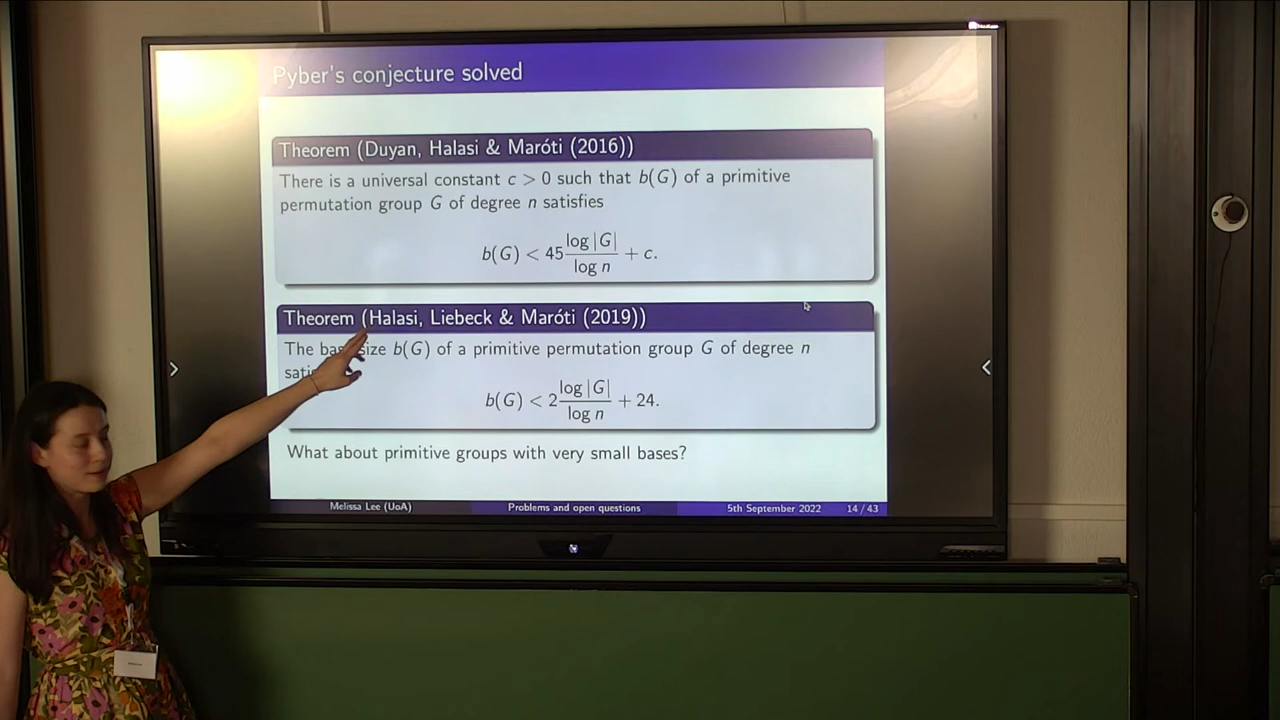 Pyber's conjecture solved
Theorem (Duyan, Halasi & Maróti (2016))
There is a universal constant c > 0 such that b(G) of a primitive
permutation group G of degree n satisfies
b(G) < 45 log |G| / log n + c.
Theorem (Halasi, Liebeck & Maróti (2019))
The size b(G) of a primitive permutation group G of degree n
b(G) < 2 log |G| / log n + 24.
What about primitive groups with very small bases?
Melissa Lee (UoA) Problems and open questions 5th September 2022 14 / 43